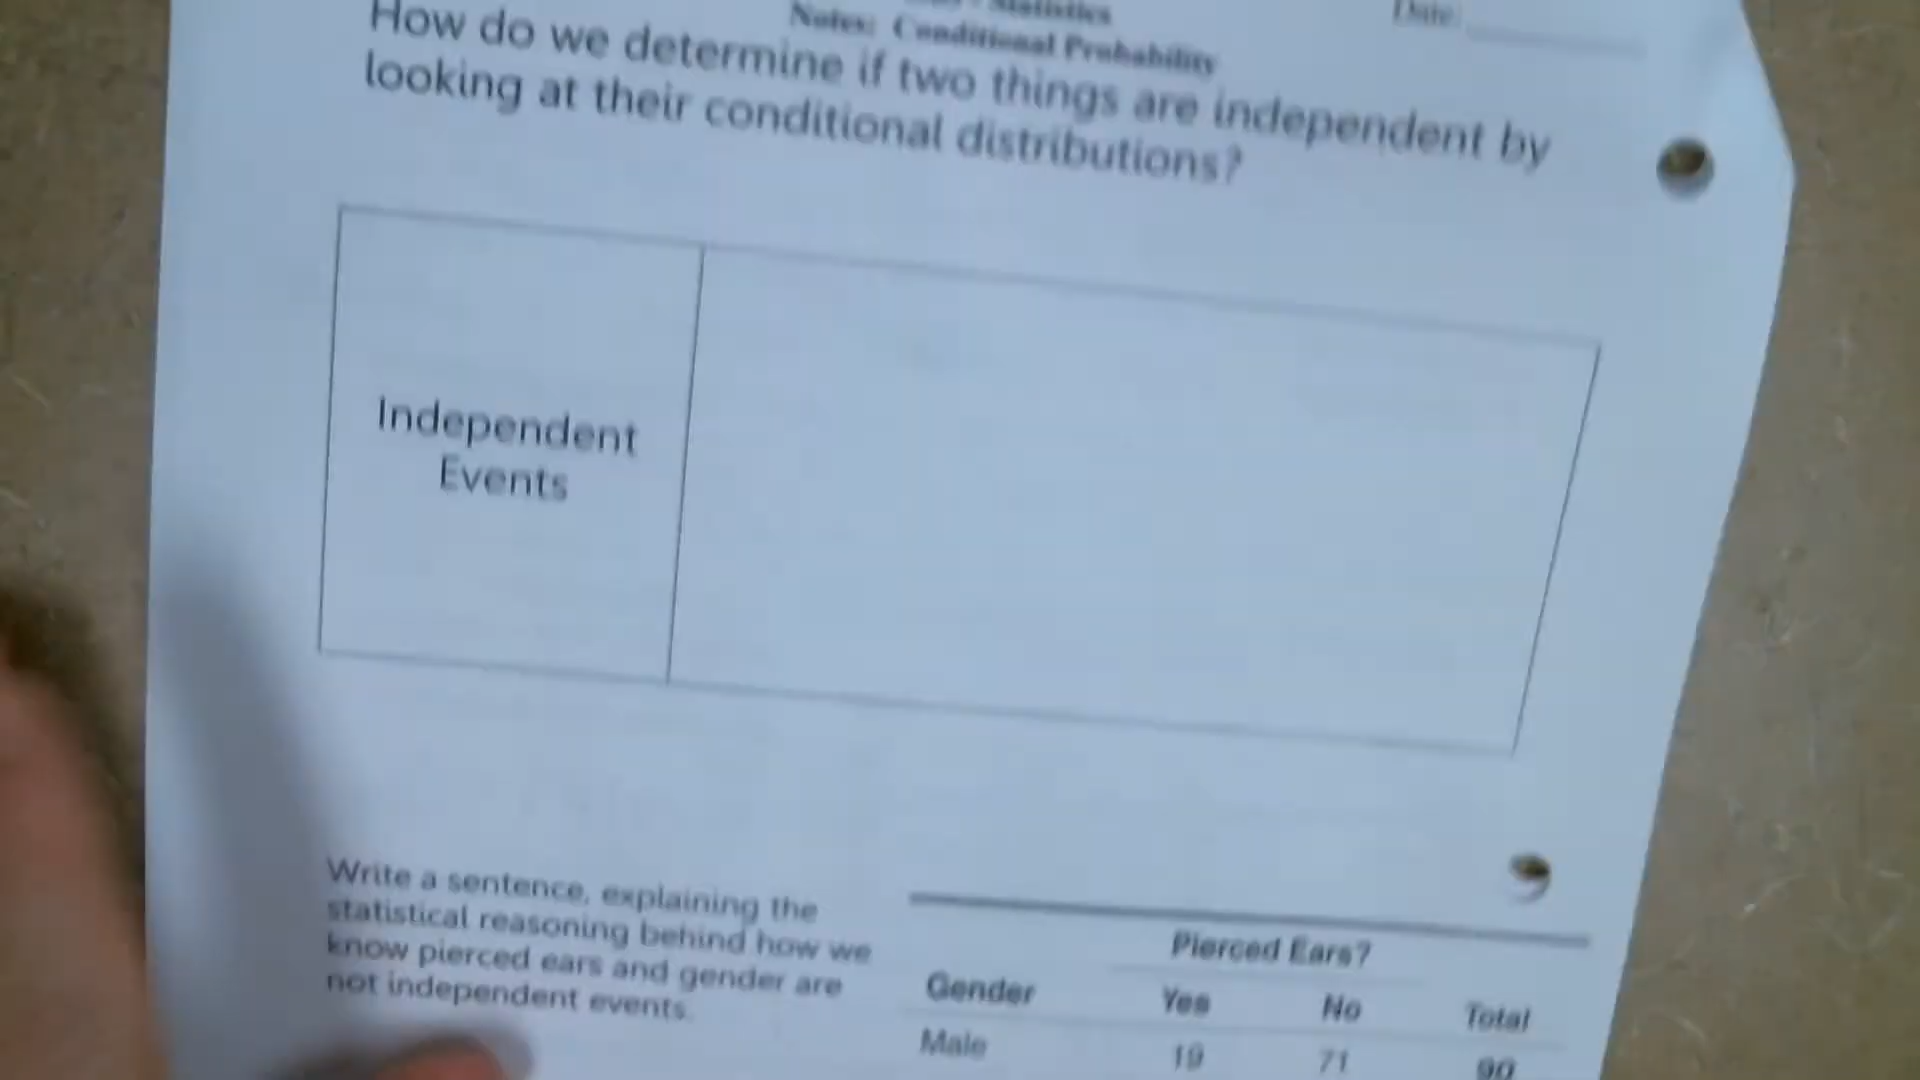 Statistics
Notes: Conditional Probability
Date:
How do we determine if two things are independent by
looking at their conditional distributions?
Independent
Events
Write a sentence, explaining the
statistical reasoning behind how we
know pierced ears and gender are
not independent events.
Pierced Ears?
Gender Yes No Total
Male 19 71 90